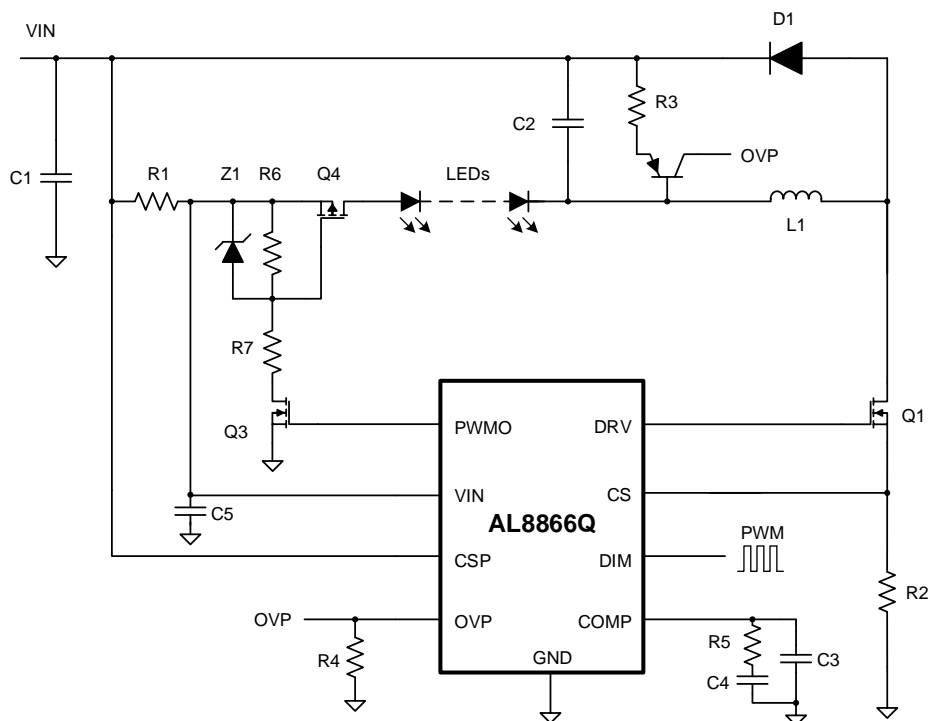 VIN
D1
R3
C2
OVP
C1
R1
Z1
R6
Q4
LEDs
L1
R7
Q3
PWMO
DRV
Q1
VIN
CS
C5
AL8866Q
PWM
CSP
DIM
R2
OVP
OVP
COMP
R4
GND
R5
C3
C4